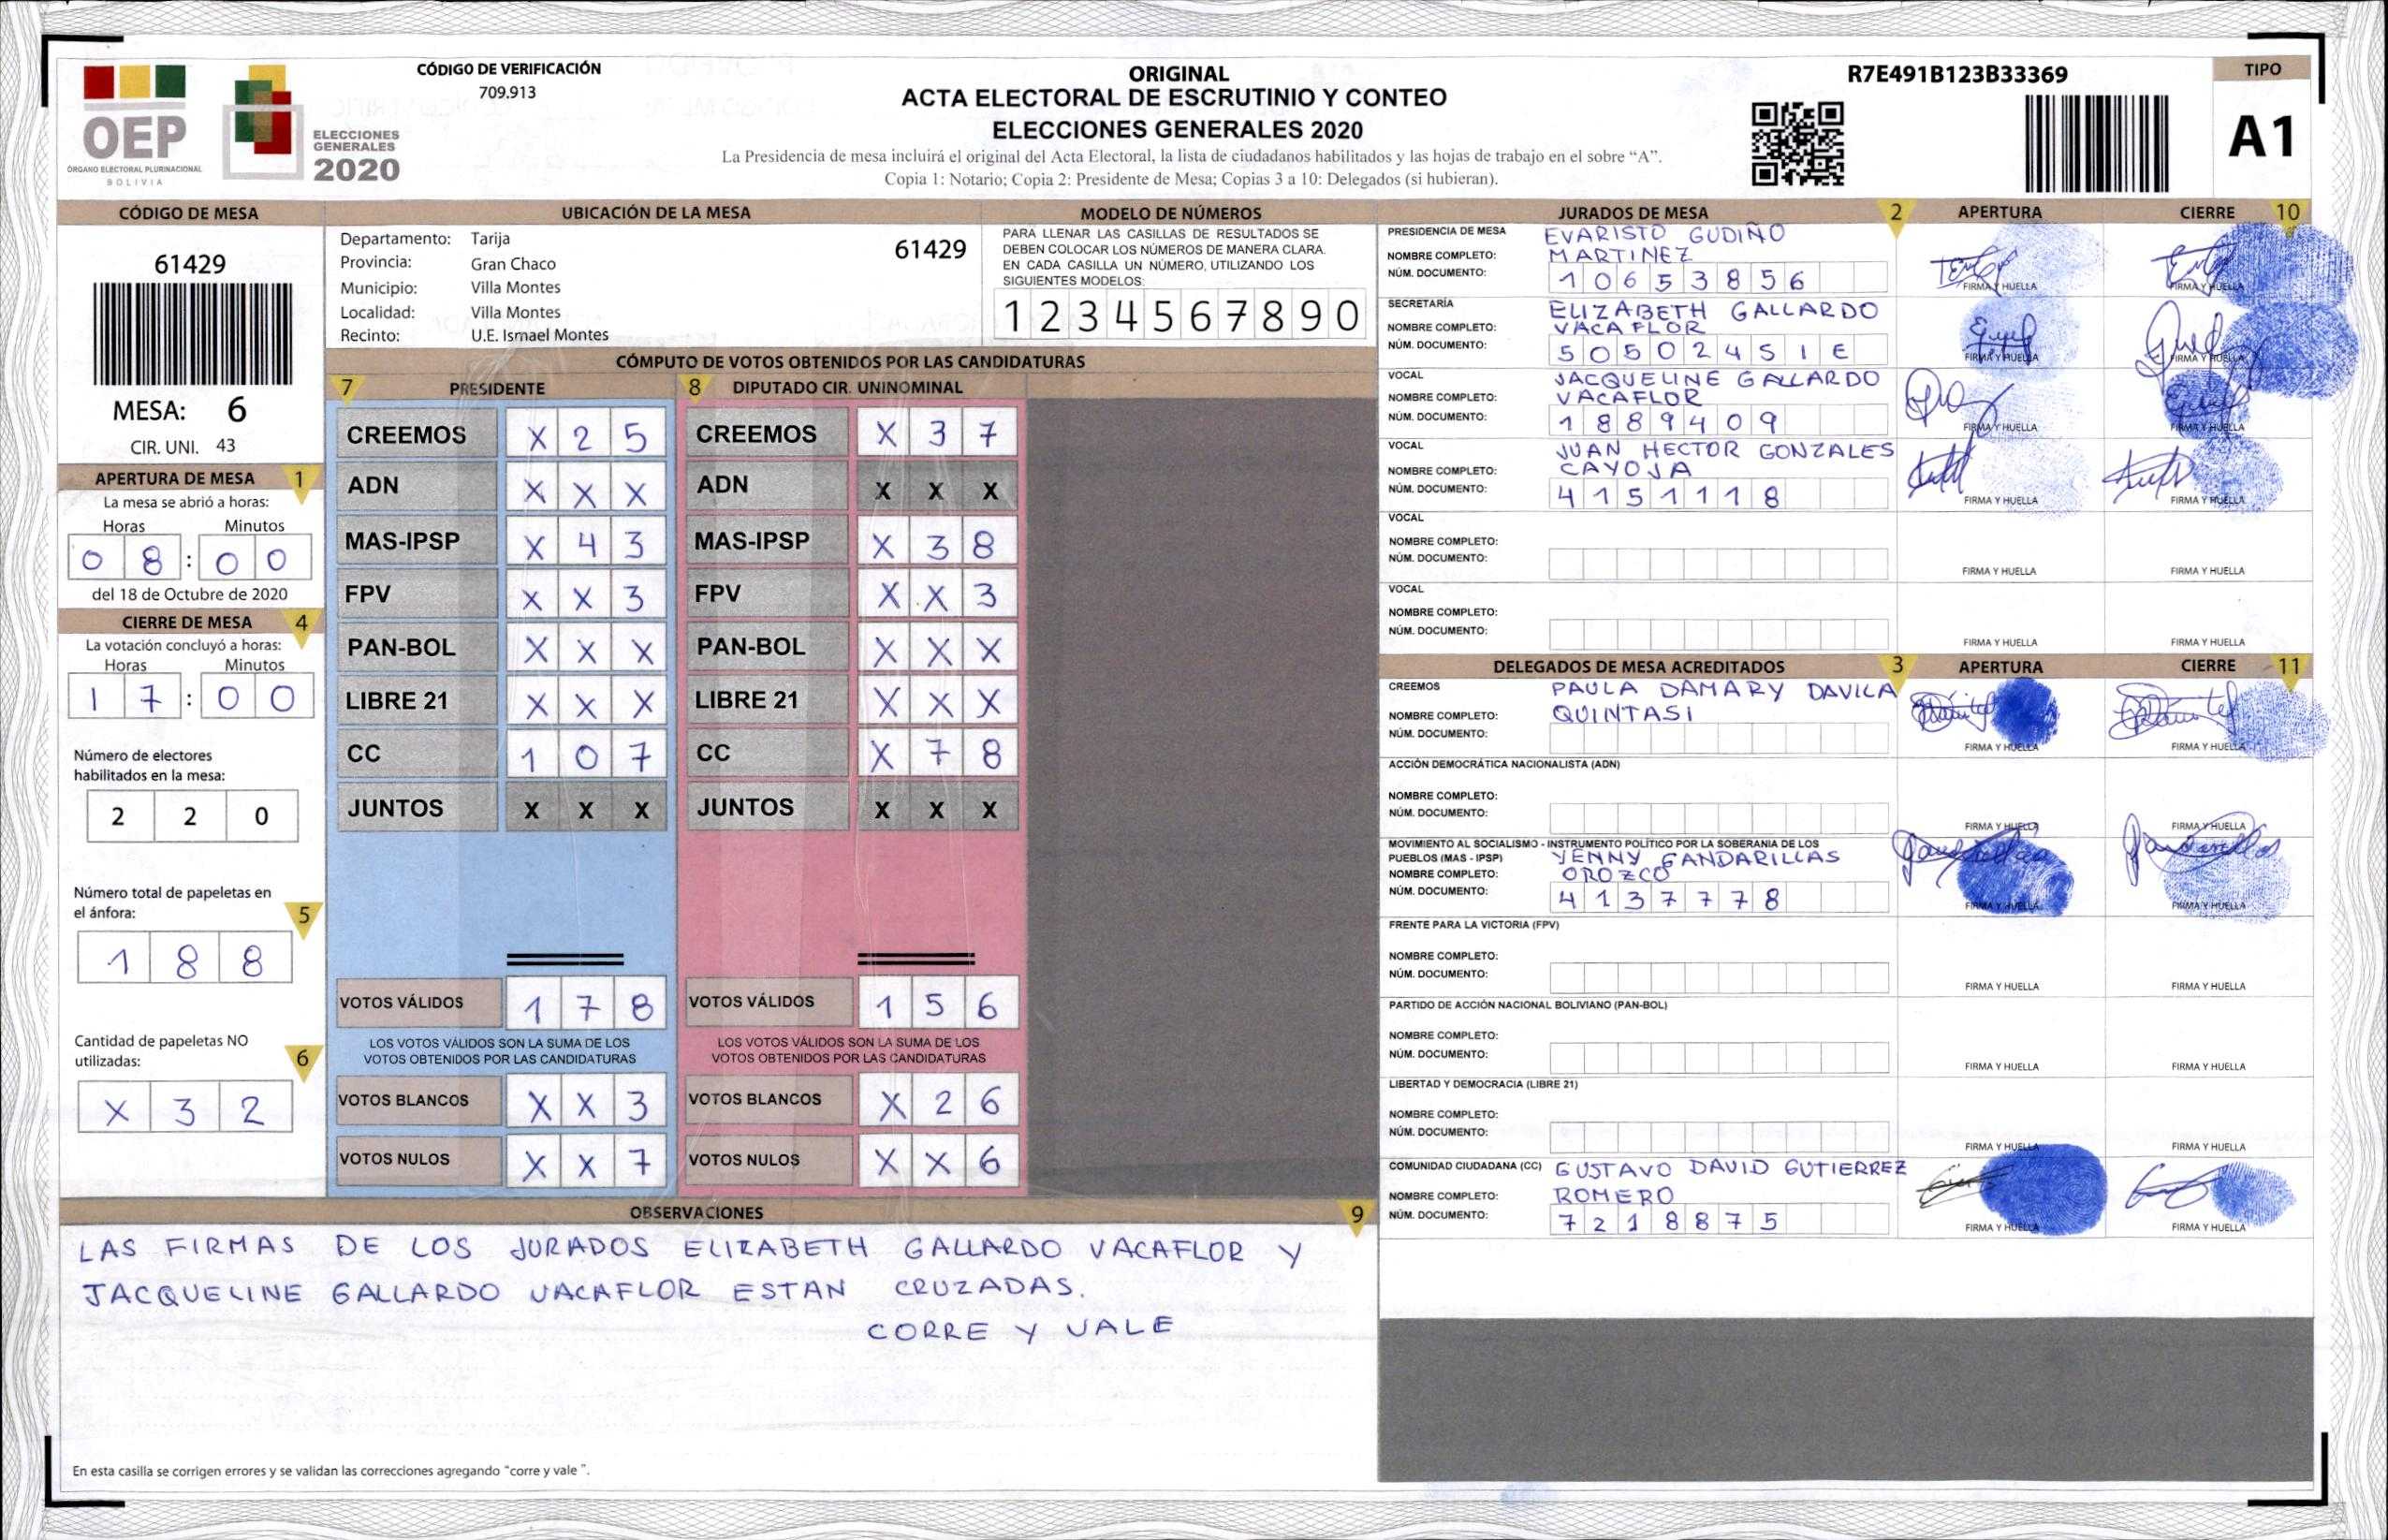 OEP
ÓRGANO ELECTORAL PLURINACIONAL
BOLIVIA
ELECCIONES
GENERALES
2020
CÓDIGO DE VERIFICACIÓN
709.913
ORIGINAL
ACTA ELECTORAL DE ESCRUTINIO Y CONTEO
ELECCIONES GENERALES 2020
La Presidencia de mesa incluirá el original del Acta Electoral, la lista de ciudadanos habilitados y las hojas de trabajo en el sobre “A”.
Copia 1: Notario; Copia 2: Presidente de Mesa; Copias 3 a 10: Delegados (si hubieran).
R7E491B123B33369
TIPO
A1
CÓDIGO DE MESA
61429
MESA: 6
CIR. UNI. 43
APERTURA DE MESA 1
La mesa se abrió a horas:
Horas Minutos
0 8 : 0 0
del 18 de Octubre de 2020
CIERRE DE MESA 4
La votación concluyó a horas:
Horas Minutos
1 7 : 0 0
Número de electores
habilitados en la mesa:
2 2 0
Número total de papeletas en
el ánfora: 5
1 8 8
Cantidad de papeletas NO
utilizadas: 6
X 3 2
UBICACIÓN DE LA MESA
Departamento: Tarija 61429
Provincia: Gran Chaco
Municipio: Villa Montes
Localidad: Villa Montes
Recinto: U.E. Ismael Montes
MODELO DE NÚMEROS
PARA LLENAR LAS CASILLAS DE RESULTADOS SE
DEBEN COLOCAR LOS NÚMEROS DE MANERA CLARA.
EN CADA CASILLA UN NÚMERO, UTILIZANDO LOS
SIGUIENTES MODELOS:
1 2 3 4 5 6 7 8 9 0
CÓMPUTO DE VOTOS OBTENIDOS POR LAS CANDIDATURAS
7 PRESIDENTE 8 DIPUTADO CIR. UNINOMINAL
CREEMOS X 2 5 CREEMOS X 3 7
ADN X X X ADN X X X
MAS-IPSP X 4 3 MAS-IPSP X 3 8
FPV X X 3 FPV X X 3
PAN-BOL X X X PAN-BOL X X X
LIBRE 21 X X X LIBRE 21 X X X
CC 1 0 7 CC X 7 8
JUNTOS X X X JUNTOS X X X
VOTOS VÁLIDOS 1 7 8 VOTOS VÁLIDOS 1 5 6
LOS VOTOS VÁLIDOS SON LA SUMA DE LOS LOS VOTOS VÁLIDOS SON LA SUMA DE LOS
VOTOS OBTENIDOS POR LAS CANDIDATURAS VOTOS OBTENIDOS POR LAS CANDIDATURAS
VOTOS BLANCOS X X 3 VOTOS BLANCOS X 2 6
VOTOS NULOS X X 7 VOTOS NULOS X X 6
OBSERVACIONES 9
LAS FIRMAS DE LOS JURADOS ELIZABETH GALLARDO VACAFLOR Y
JACQUELINE GALLARDO VACAFLOR ESTAN CRUZADAS.
CORRE Y VALE
En esta casilla se corrigen errores y se validan las correcciones agregando “corre y vale ”.
JURADOS DE MESA 2 APERTURA CIERRE 10
PRESIDENCIA DE MESA EVARISTO GUDIÑO
NOMBRE COMPLETO: MARTINEZ
NÚM. DOCUMENTO: 1 0 6 5 3 8 5 6
FIRMA Y HUELLA FIRMA Y HUELLA
SECRETARÍA ELIZABETH GALLARDO
NOMBRE COMPLETO: VACA FLOR
NÚM. DOCUMENTO: 5 0 5 0 2 4 5 1 E
FIRMA Y HUELLA FIRMA Y HUELLA
VOCAL JACQUELINE GALLARDO
NOMBRE COMPLETO: VACAFLOR
NÚM. DOCUMENTO: 1 8 8 9 4 0 9
FIRMA Y HUELLA FIRMA Y HUELLA
VOCAL JUAN HECTOR GONZALES
NOMBRE COMPLETO: CAYOJA
NÚM. DOCUMENTO: 4 1 5 1 1 1 8
FIRMA Y HUELLA FIRMA Y HUELLA
VOCAL
NOMBRE COMPLETO:
NÚM. DOCUMENTO:
FIRMA Y HUELLA FIRMA Y HUELLA
VOCAL
NOMBRE COMPLETO:
NÚM. DOCUMENTO:
FIRMA Y HUELLA FIRMA Y HUELLA
DELEGADOS DE MESA ACREDITADOS 3 APERTURA CIERRE 11
CREEMOS PAULA DAMARY DAVILA
NOMBRE COMPLETO: QUINTASI
NÚM. DOCUMENTO:
FIRMA Y HUELLA FIRMA Y HUELLA
ACCIÓN DEMOCRÁTICA NACIONALISTA (ADN)
NOMBRE COMPLETO:
NÚM. DOCUMENTO:
FIRMA Y HUELLA FIRMA Y HUELLA
MOVIMIENTO AL SOCIALISMO - INSTRUMENTO POLÍTICO POR LA SOBERANIA DE LOS
PUEBLOS (MAS - IPSP) YENNY GANDARILLAS
NOMBRE COMPLETO: OROZCO
NÚM. DOCUMENTO: 4 1 3 7 7 7 8
FIRMA Y HUELLA FIRMA Y HUELLA
FRENTE PARA LA VICTORIA (FPV)
NOMBRE COMPLETO:
NÚM. DOCUMENTO:
FIRMA Y HUELLA FIRMA Y HUELLA
PARTIDO DE ACCIÓN NACIONAL BOLIVIANO (PAN-BOL)
NOMBRE COMPLETO:
NÚM. DOCUMENTO:
FIRMA Y HUELLA FIRMA Y HUELLA
LIBERTAD Y DEMOCRACIA (LIBRE 21)
NOMBRE COMPLETO:
NÚM. DOCUMENTO:
FIRMA Y HUELLA FIRMA Y HUELLA
COMUNIDAD CIUDADANA (CC) GUSTAVO DAVID GUTIERREZ
NOMBRE COMPLETO: ROMERO
NÚM. DOCUMENTO: 7 2 1 8 8 7 5
FIRMA Y HUELLA FIRMA Y HUELLA